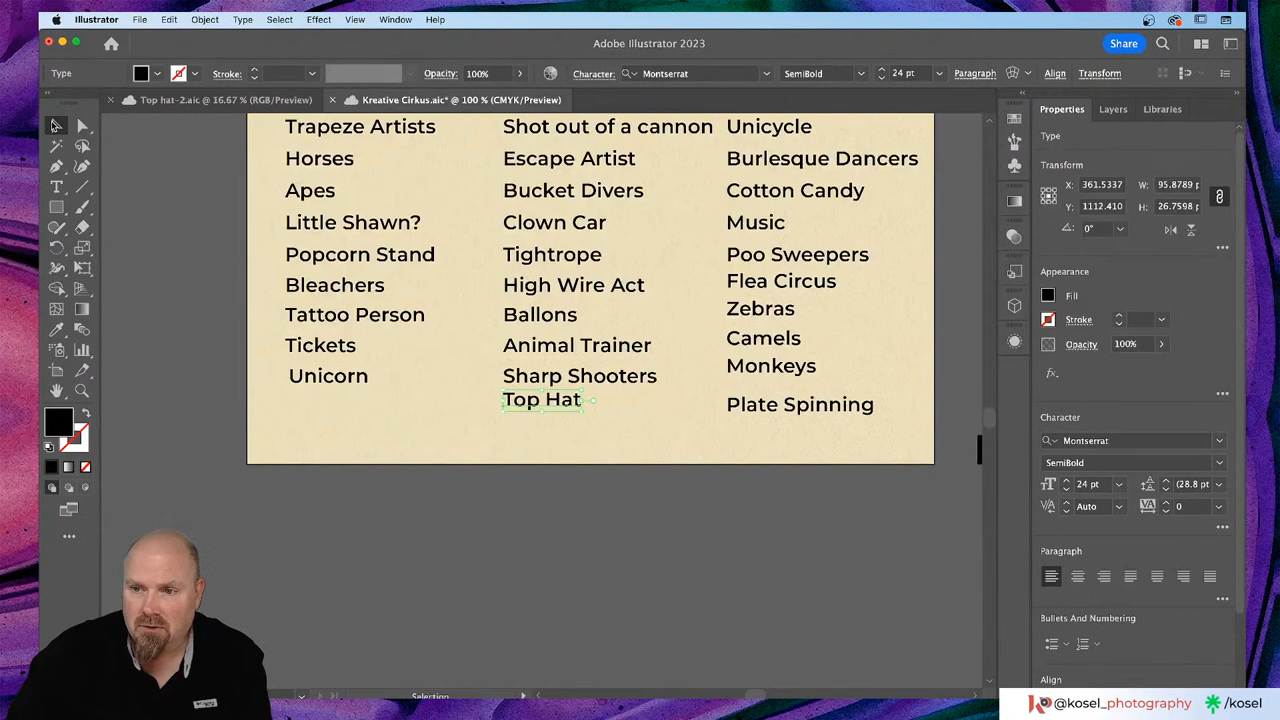 Illustrator File Edit Object Type Select Effect View Window Help
Adobe Illustrator 2023
Share
Type Stroke: Opacity: 100% Character: Montserrat SemiBold 24 pt Paragraph Align Transform
Top hat-2.aic @ 16.67 % (RGB/Preview)
Kreative Cirkus.aic* @ 100 % (CMYK/Preview)
Trapeze Artists
Horses
Apes
Little Shawn?
Popcorn Stand
Bleachers
Tattoo Person
Tickets
Unicorn
Shot out of a cannon
Escape Artist
Bucket Divers
Clown Car
Tightrope
High Wire Act
Ballons
Animal Trainer
Sharp Shooters
Top Hat
Unicycle
Burlesque Dancers
Cotton Candy
Music
Poo Sweepers
Flea Circus
Zebras
Camels
Monkeys
Plate Spinning
Properties Layers Libraries
Type
Transform
X: 361.5337 W: 95.8789 p
Y: 1112.410 H: 26.7598 p
0°
Appearance
Fill
Stroke
Opacity 100%
fx.
Character
Montserrat
SemiBold
24 pt (28.8 pt
Auto 0
Paragraph
Bullets And Numbering
Align
Selection
@kosel_photography /kosel